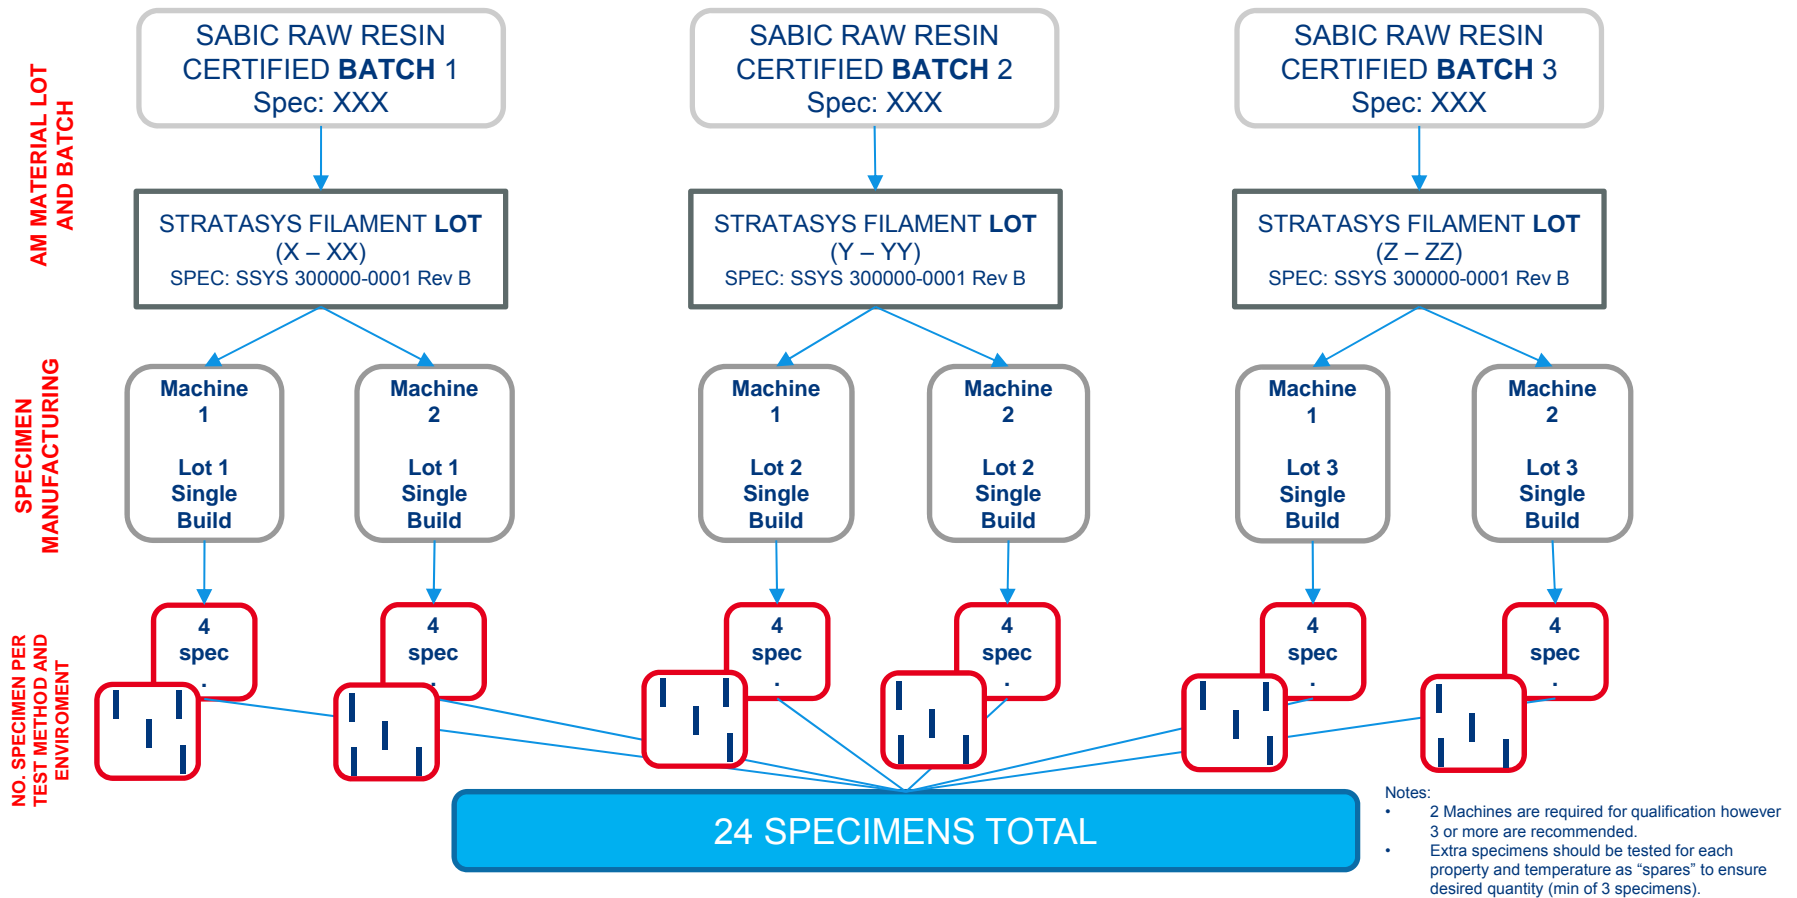 AM MATERIAL LOT
AND BATCH
SABIC RAW RESIN
CERTIFIED BATCH 1
Spec: XXX
SABIC RAW RESIN
CERTIFIED BATCH 2
Spec: XXX
SABIC RAW RESIN
CERTIFIED BATCH 3
Spec: XXX
STRATASYS FILAMENT LOT
(X – XX)
SPEC: SSYS 300000-0001 Rev B
STRATASYS FILAMENT LOT
(Y – YY)
SPEC: SSYS 300000-0001 Rev B
STRATASYS FILAMENT LOT
(Z – ZZ)
SPEC: SSYS 300000-0001 Rev B
SPECIMEN
MANUFACTURING
Machine
1
Lot 1
Single
Build
Machine
2
Lot 1
Single
Build
Machine
1
Lot 2
Single
Build
Machine
2
Lot 2
Single
Build
Machine
1
Lot 3
Single
Build
Machine
2
Lot 3
Single
Build
NO. SPECIMEN PER
TEST METHOD AND
ENVIROMENT
4
spec
.
4
spec
.
4
spec
.
4
spec
.
4
spec
.
4
spec
.
24 SPECIMENS TOTAL
Notes:
• 2 Machines are required for qualification however
3 or more are recommended.
• Extra specimens should be tested for each
property and temperature as “spares” to ensure
desired quantity (min of 3 specimens).